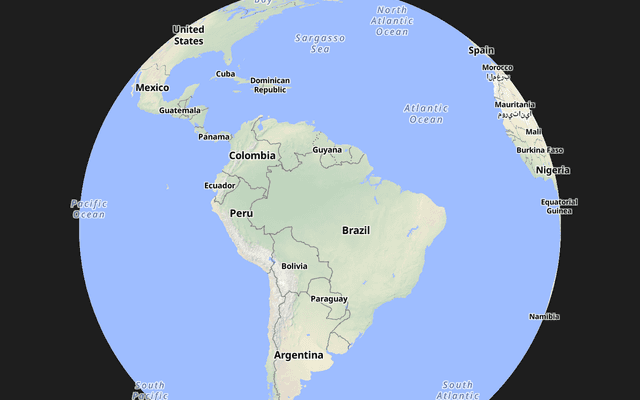 Bay
North
Atlantic
Ocean
United
States
Sargasso
Sea
Spain
Morocco
المغرب
Cuba
Dominican
Republic
Mexico
Guatemala
Atlantic
Ocean
Mauritania
موريتانيا
Mali
Panama
Colombia
Guyana
Burkina Faso
Nigeria
Ecuador
Pacific
Ocean
Peru
Equatorial
Guinea
Brazil
Bolivia
Paraguay
Namibia
Argentina
South
Pacific
South
Atlantic